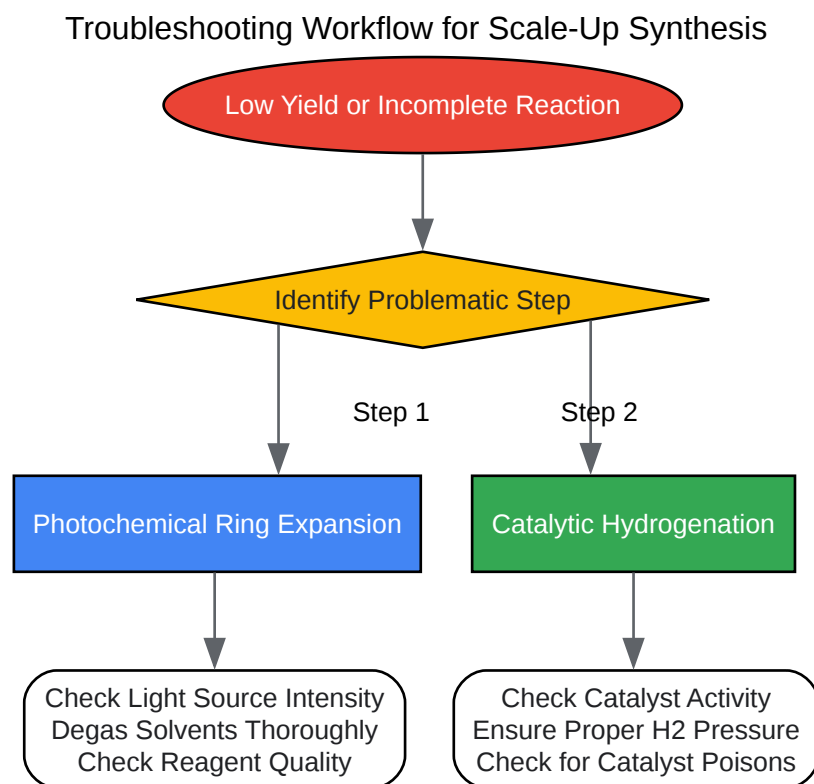 Troubleshooting Workflow for Scale-Up Synthesis
Low Yield or Incomplete Reaction
Identify Problematic Step
Step 1
Step 2
Photochemical Ring Expansion
Catalytic Hydrogenation
Check Light Source Intensity
Degas Solvents Thoroughly
Check Reagent Quality
Check Catalyst Activity
Ensure Proper H2 Pressure
Check for Catalyst Poisons